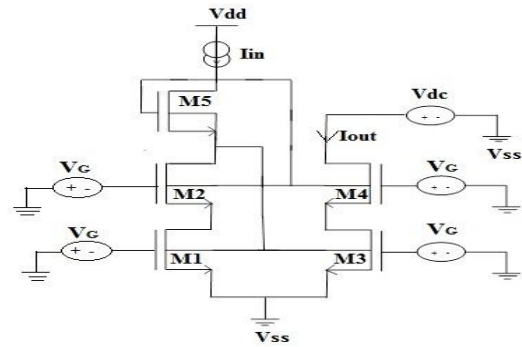 Vdd
Iin
M5
Vdc
+ -
Iout
Vss
VG
+ -
M2
M4
VG
+ -
VG
+ -
M1
M3
VG
+ -
Vss